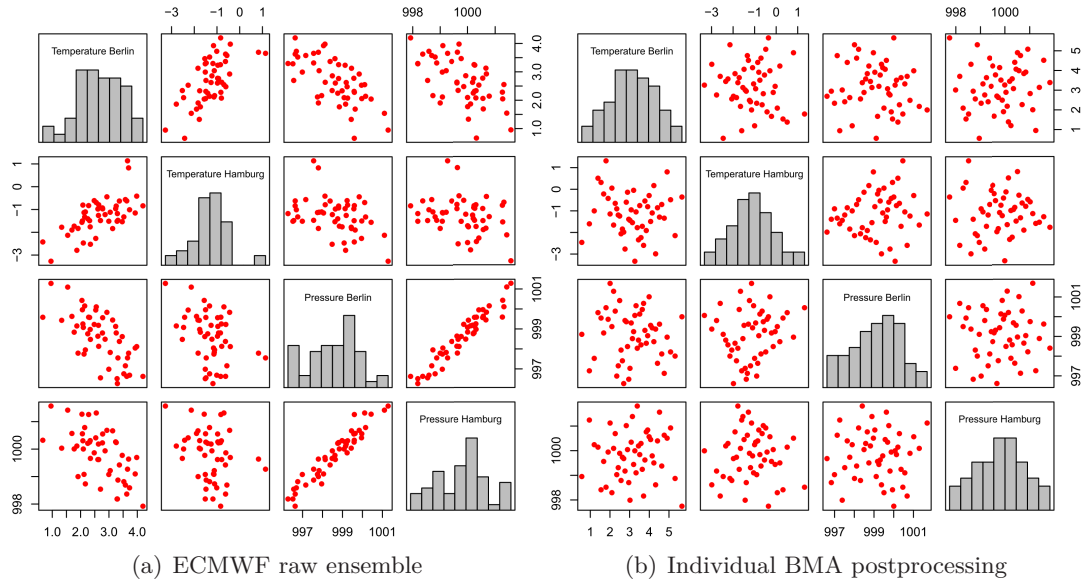 −3 −1 0 1 998 1000 −3 −1 0 1 998 1000
Temperature Berlin 1.0 2.0 3.0 4.0 Temperature Berlin 1 2 3 4 5
−3 −1 0 1 Temperature Hamburg −3 −1 0 1 Temperature Hamburg
Pressure Berlin 997 999 1001 Pressure Berlin 997 999 1001
998 1000 Pressure Hamburg 998 1000 Pressure Hamburg
1.0 2.0 3.0 4.0 997 999 1001 1 2 3 4 5 997 999 1001
(a) ECMWF raw ensemble (b) Individual BMA postprocessing